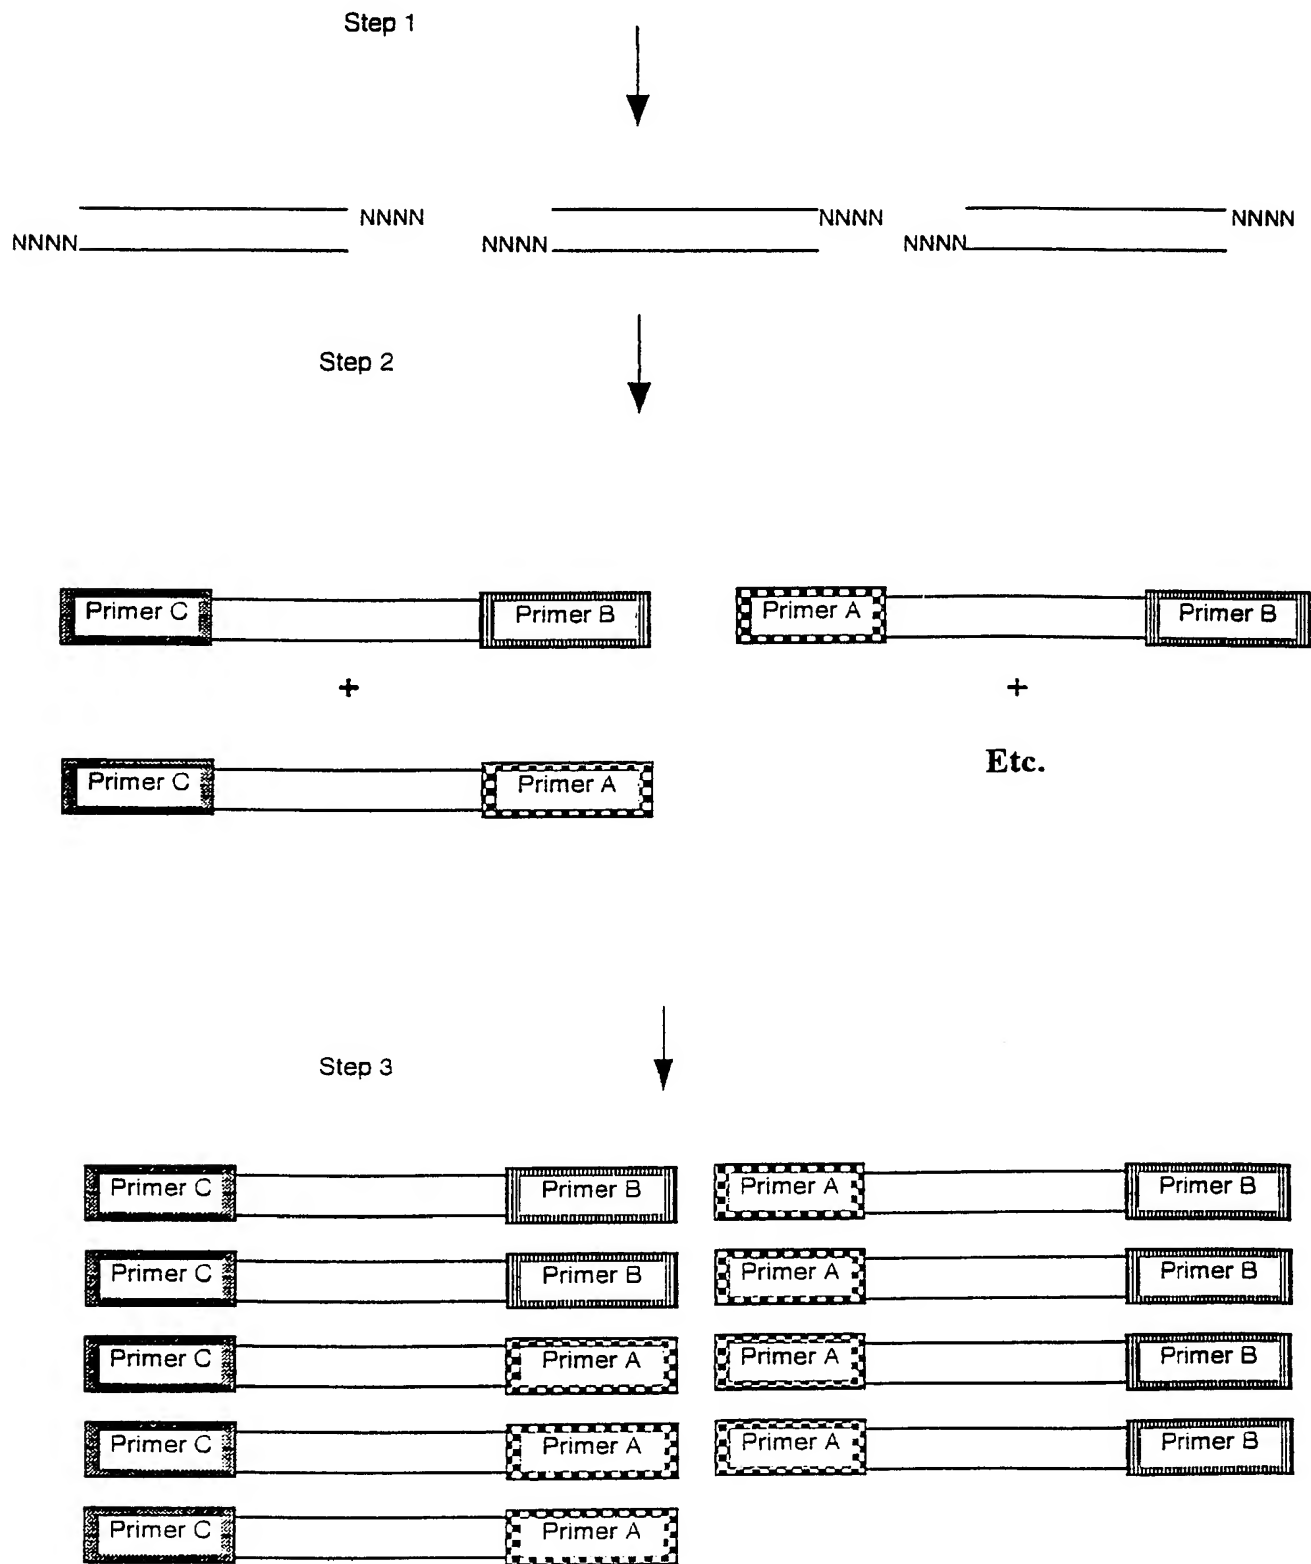 Step 1
NNNN NNNN NNNN
NNNN NNNN NNNN
Step 2
Primer C Primer B Primer A Primer B
+ +
Primer C Primer A Etc.
Step 3
Primer C Primer B Primer A Primer B
Primer C Primer B Primer A Primer B
Primer C Primer A Primer A Primer B
Primer C Primer A Primer A Primer B
Primer C Primer A